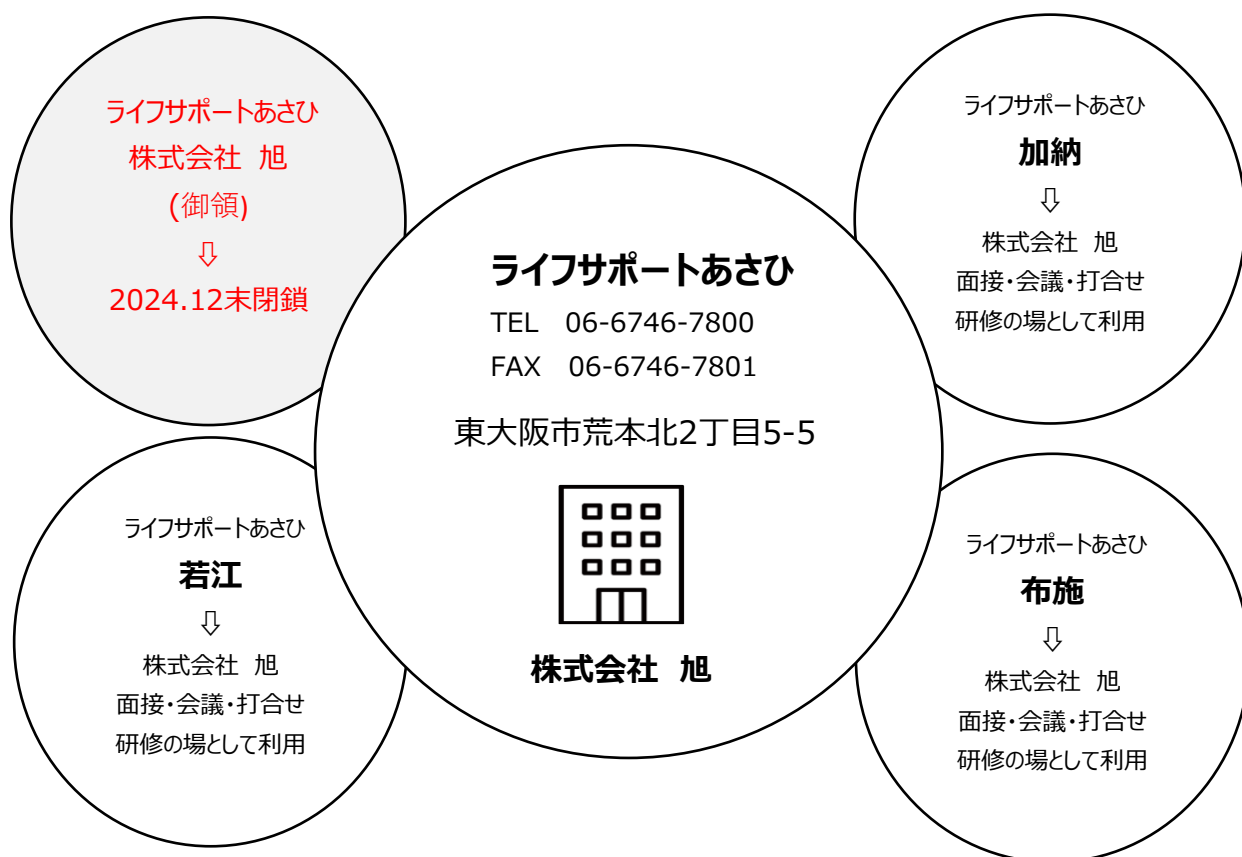 ライフサポートあさひ
株式会社 旭
(御領)
⇩
2024.12末閉鎖
ライフサポートあさひ
加納
⇩
株式会社 旭
面接・会議・打合せ
研修の場として利用
ライフサポートあさひ
TEL 06-6746-7800
FAX 06-6746-7801
東大阪市荒本北2丁目5-5
株式会社 旭
ライフサポートあさひ
若江
⇩
株式会社 旭
面接・会議・打合せ
研修の場として利用
ライフサポートあさひ
布施
⇩
株式会社 旭
面接・会議・打合せ
研修の場として利用